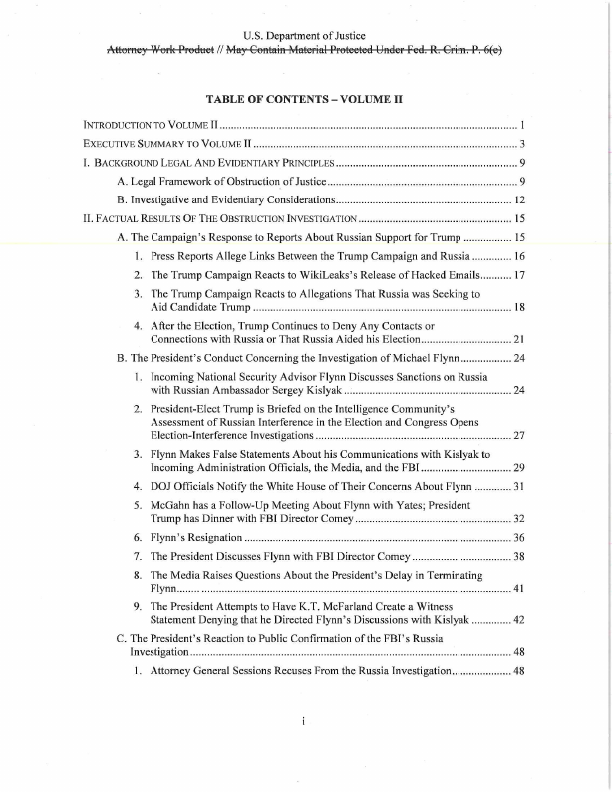 U.S. Department of Justice
Attorney Work Product // May Contain Material Protected Under Fed. R. Crim. P. 6(e)
TABLE OF CONTENTS – VOLUME II
INTRODUCTION TO VOLUME II ........ 1
EXECUTIVE SUMMARY TO VOLUME II ........ 3
I. BACKGROUND LEGAL AND EVIDENTIARY PRINCIPLES ........ 9
A. Legal Framework of Obstruction of Justice ........ 9
B. Investigative and Evidentiary Considerations ........ 12
II. FACTUAL RESULTS OF THE OBSTRUCTION INVESTIGATION ........ 15
A. The Campaign's Response to Reports About Russian Support for Trump ........ 15
1. Press Reports Allege Links Between the Trump Campaign and Russia ........ 16
2. The Trump Campaign Reacts to WikiLeaks's Release of Hacked Emails ........ 17
3. The Trump Campaign Reacts to Allegations That Russia was Seeking to
Aid Candidate Trump ........ 18
4. After the Election, Trump Continues to Deny Any Contacts or
Connections with Russia or That Russia Aided his Election ........ 21
B. The President's Conduct Concerning the Investigation of Michael Flynn ........ 24
1. Incoming National Security Advisor Flynn Discusses Sanctions on Russia
with Russian Ambassador Sergey Kislyak ........ 24
2. President-Elect Trump is Briefed on the Intelligence Community's
Assessment of Russian Interference in the Election and Congress Opens
Election-Interference Investigations ........ 27
3. Flynn Makes False Statements About his Communications with Kislyak to
Incoming Administration Officials, the Media, and the FBI ........ 29
4. DOJ Officials Notify the White House of Their Concerns About Flynn ........ 31
5. McGahn has a Follow-Up Meeting About Flynn with Yates; President
Trump has Dinner with FBI Director Comey ........ 32
6. Flynn's Resignation ........ 36
7. The President Discusses Flynn with FBI Director Comey ........ 38
8. The Media Raises Questions About the President's Delay in Terminating
Flynn ........ 41
9. The President Attempts to Have K.T. McFarland Create a Witness
Statement Denying that he Directed Flynn's Discussions with Kislyak ........ 42
C. The President's Reaction to Public Confirmation of the FBI's Russia
Investigation ........ 48
1. Attorney General Sessions Recuses From the Russia Investigation ........ 48
i